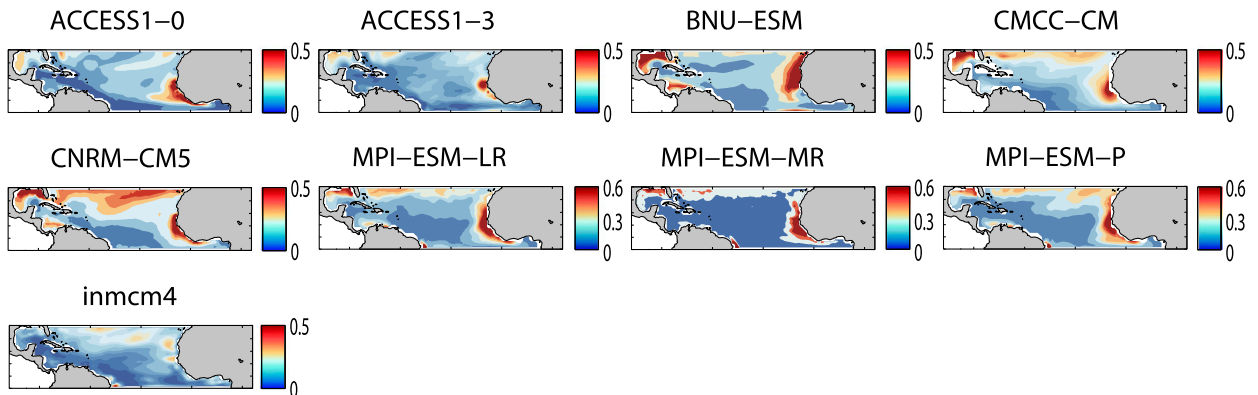 ACCESS1−0 ACCESS1−3 BNU−ESM CMCC−CM
0.5 0.5 0.5 0.5
0 0 0 0
CNRM−CM5 MPI−ESM−LR MPI−ESM−MR MPI−ESM−P
0.5 0.6 0.6 0.6
0.3 0.3 0.3
0 0 0 0
inmcm4
0.5
0